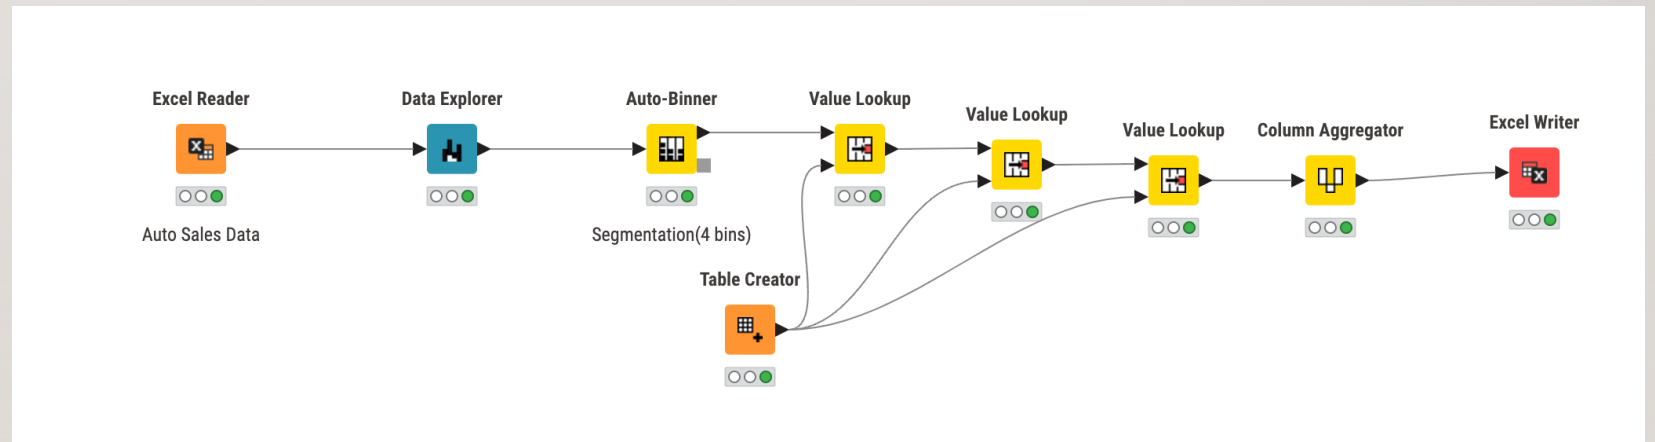 Excel Reader
Data Explorer
Auto-Binner
Value Lookup
Value Lookup
Value Lookup
Column Aggregator
Excel Writer
Auto Sales Data
Segmentation(4 bins)
Table Creator